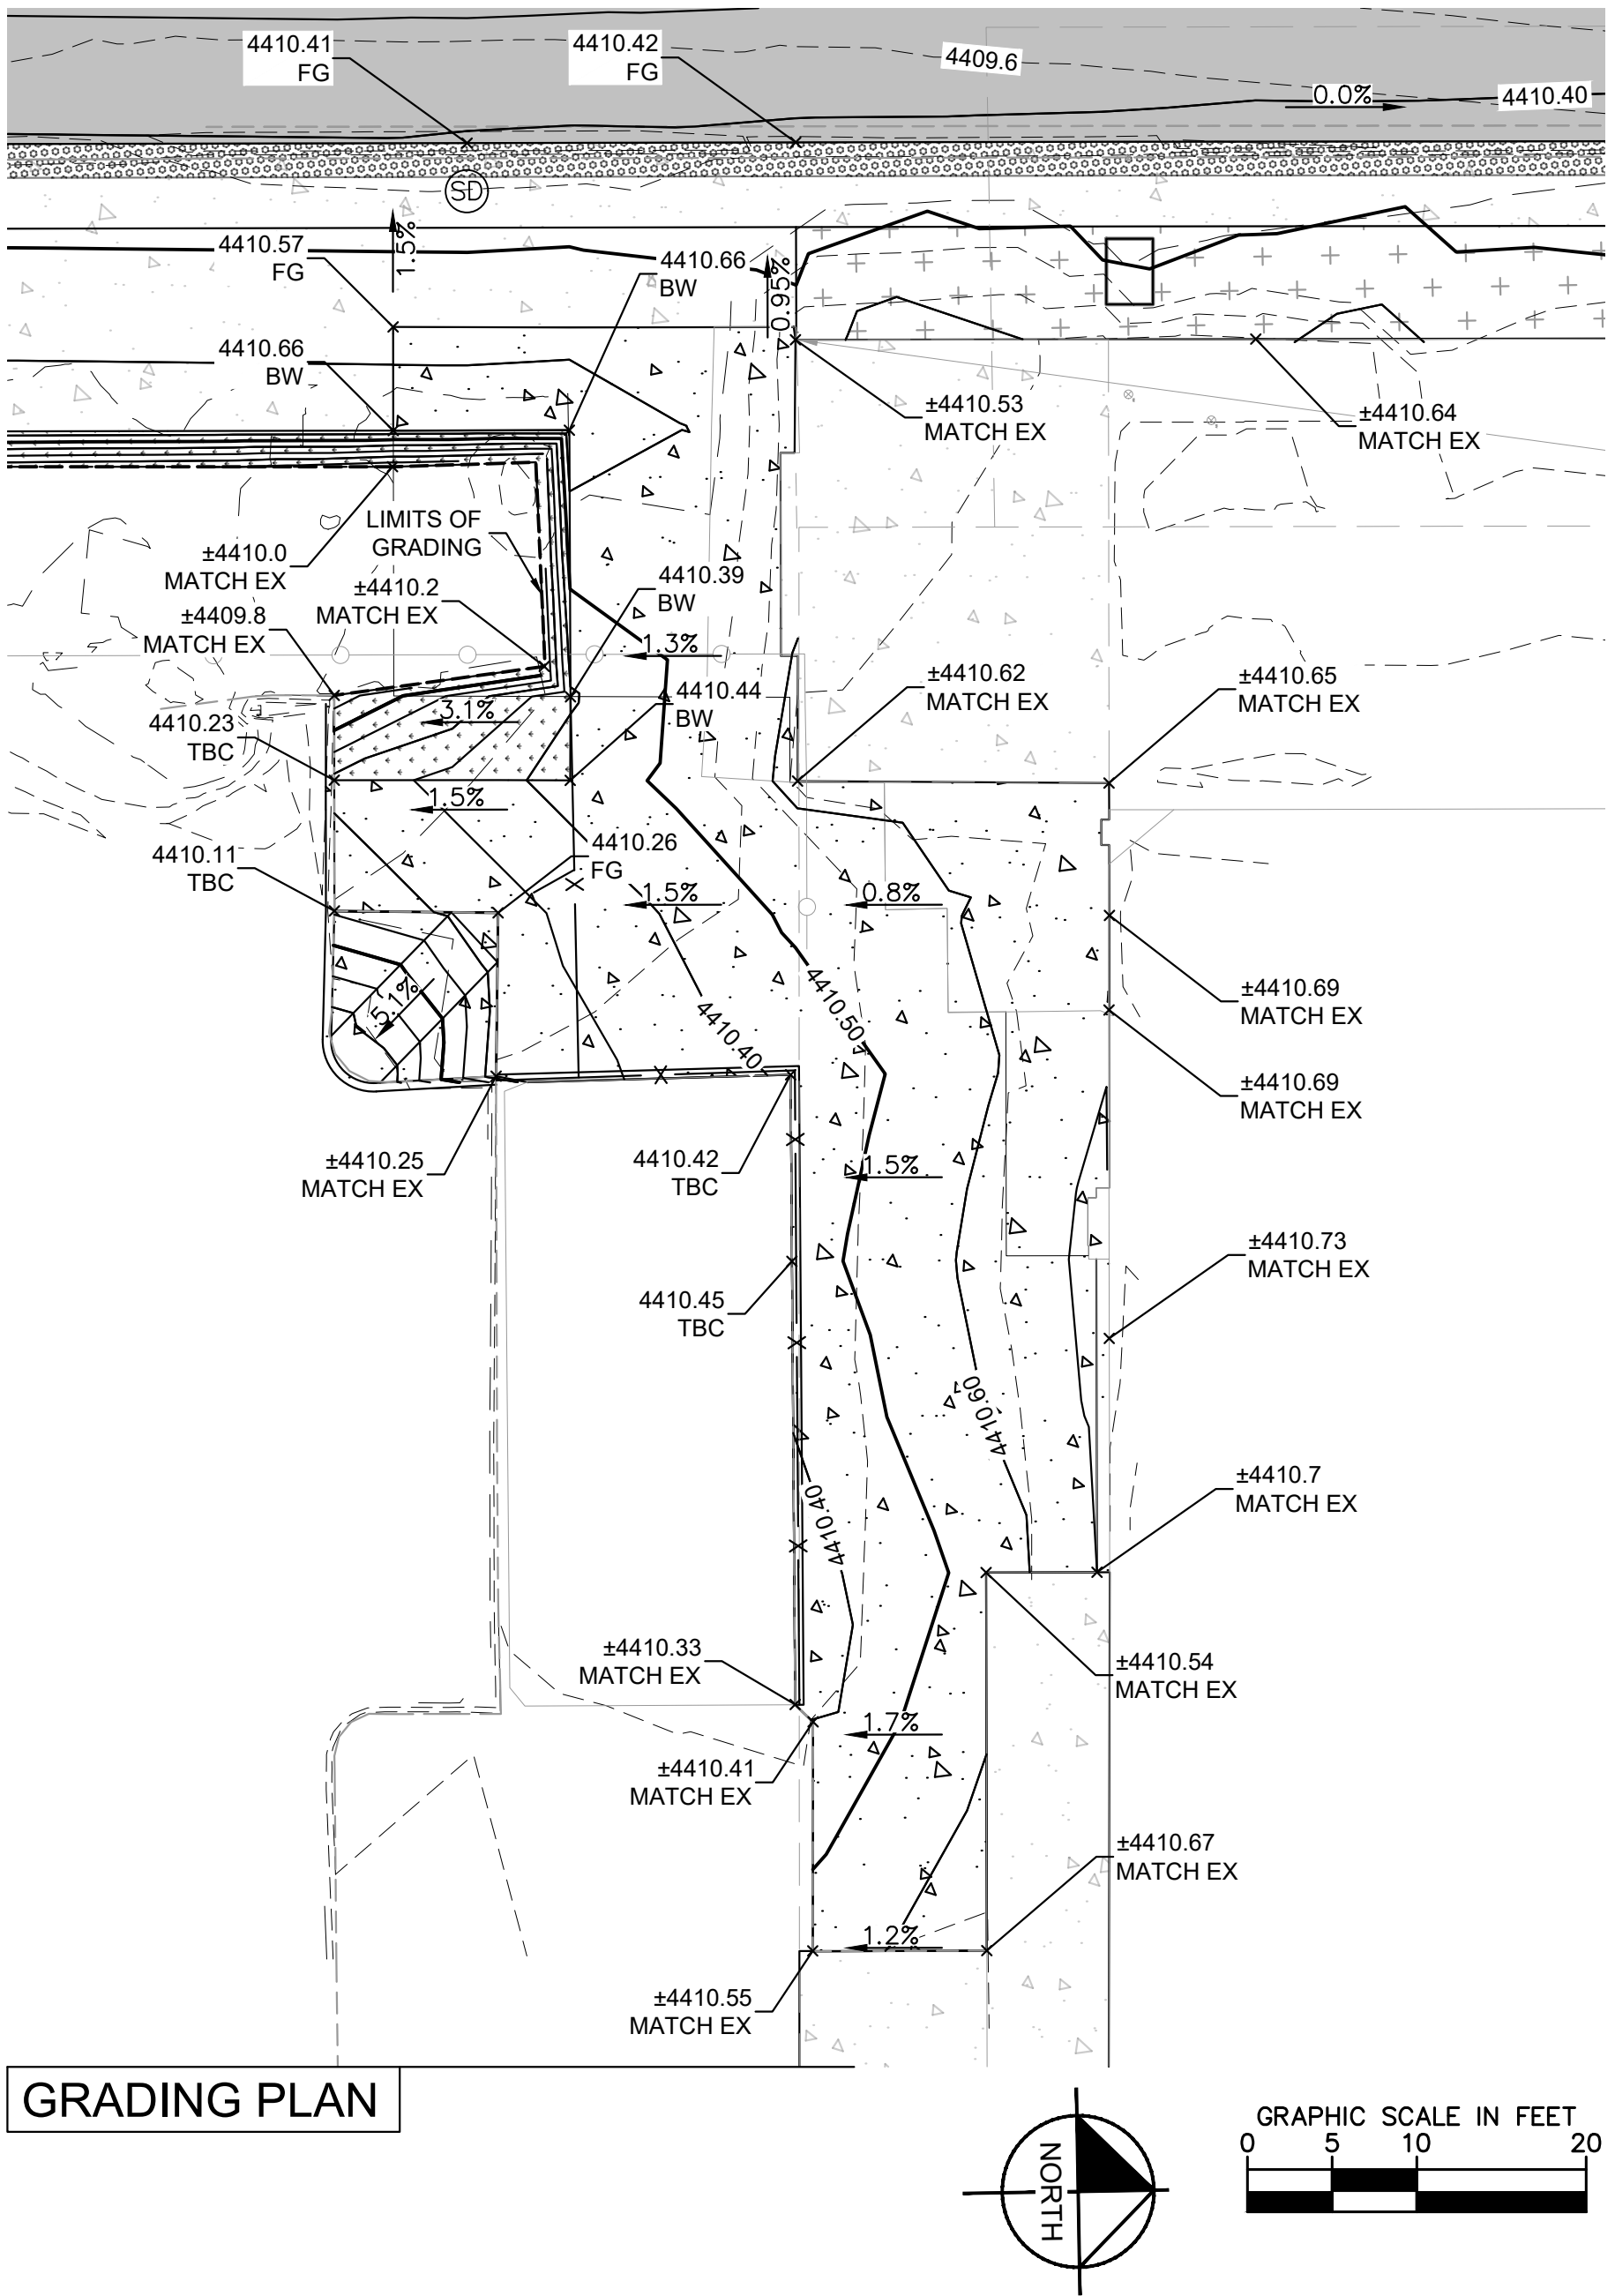 4410.41
FG
4410.42
FG
4409.6
0.0%
4410.40
SD
4410.57
FG
1.5%
4410.66
BW
0.95%
4410.66
BW
±4410.53
MATCH EX
±4410.64
MATCH EX
LIMITS OF
GRADING
±4410.0
MATCH EX
±4410.2
MATCH EX
4410.39
BW
±4409.8
MATCH EX
1.3%
±4410.62
MATCH EX
±4410.65
MATCH EX
4410.44
BW
3.1%
4410.23
TBC
1.5%
4410.26
FG
4410.11
TBC
1.5%
0.8%
5.1%
4410.40
4410.50
±4410.69
MATCH EX
±4410.69
MATCH EX
±4410.25
MATCH EX
4410.42
TBC
1.5%
±4410.73
MATCH EX
4410.45
TBC
4410.60
4410.40
±4410.7
MATCH EX
±4410.33
MATCH EX
±4410.54
MATCH EX
1.7%
±4410.41
MATCH EX
±4410.67
MATCH EX
1.2%
±4410.55
MATCH EX
GRADING PLAN
NORTH
GRAPHIC SCALE IN FEET
0 5 10 20